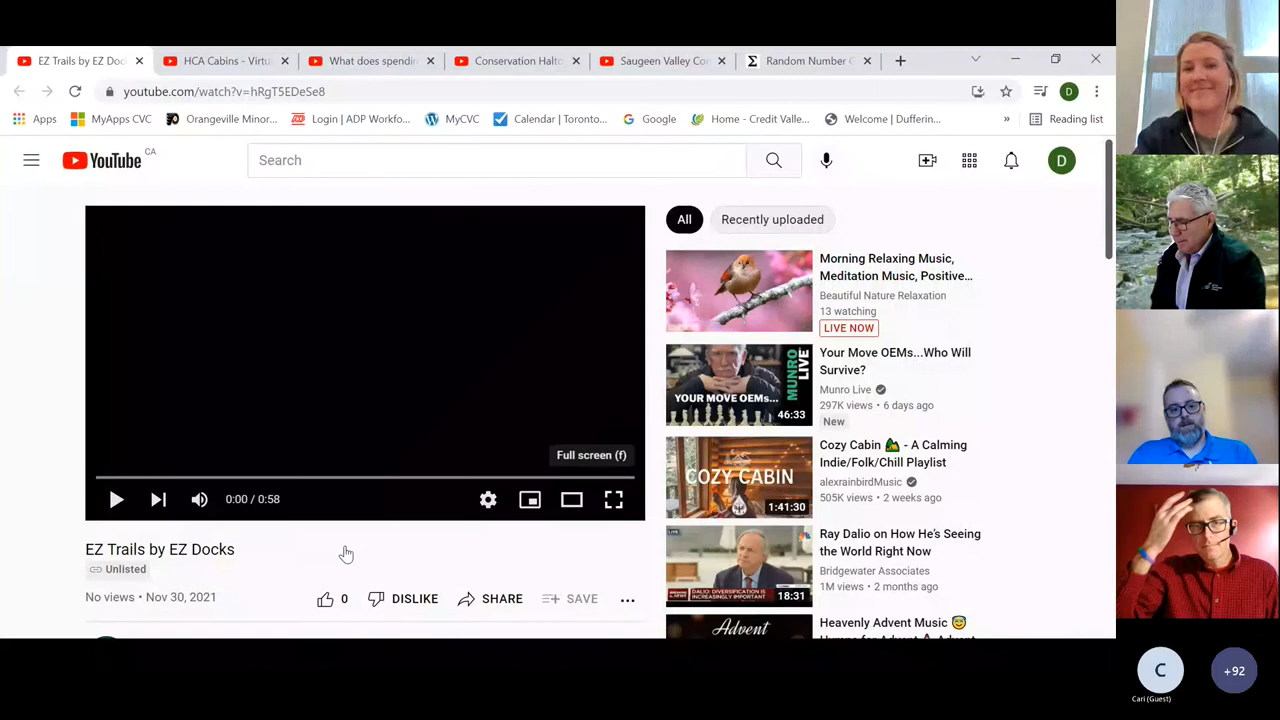 EZ Trails by EZ Doc
HCA Cabins - Virtu
What does spendin
Conservation Halto
Saugeen Valley Con
Random Number G
youtube.com/watch?v=hRgT5EDeSe8
D
Apps
MyApps CVC
Orangeville Minor...
Login | ADP Workfo...
MyCVC
Calendar | Toronto...
Google
Home - Credit Valle...
Welcome | Dufferin...
»
Reading list
YouTube CA
Search
D
All
Recently uploaded
Morning Relaxing Music,
Meditation Music, Positive...
Beautiful Nature Relaxation
13 watching
LIVE NOW
YOUR MOVE OEMs...
MUNRO LIVE
46:33
Your Move OEMs...Who Will
Survive?
Munro Live
297K views • 6 days ago
New
COZY CABIN
1:41:30
Cozy Cabin - A Calming
Indie/Folk/Chill Playlist
alexrainbirdMusic
505K views • 2 weeks ago
Full screen (f)
0:00 / 0:58
DALIO: DIVERSIFICATION IS
INCREASINGLY IMPORTANT
18:31
Ray Dalio on How He's Seeing
the World Right Now
Bridgewater Associates
1M views • 2 months ago
EZ Trails by EZ Docks
Unlisted
No views • Nov 30, 2021
0
DISLIKE
SHARE
SAVE
Advent
Heavenly Advent Music
C
Cari (Guest)
+92